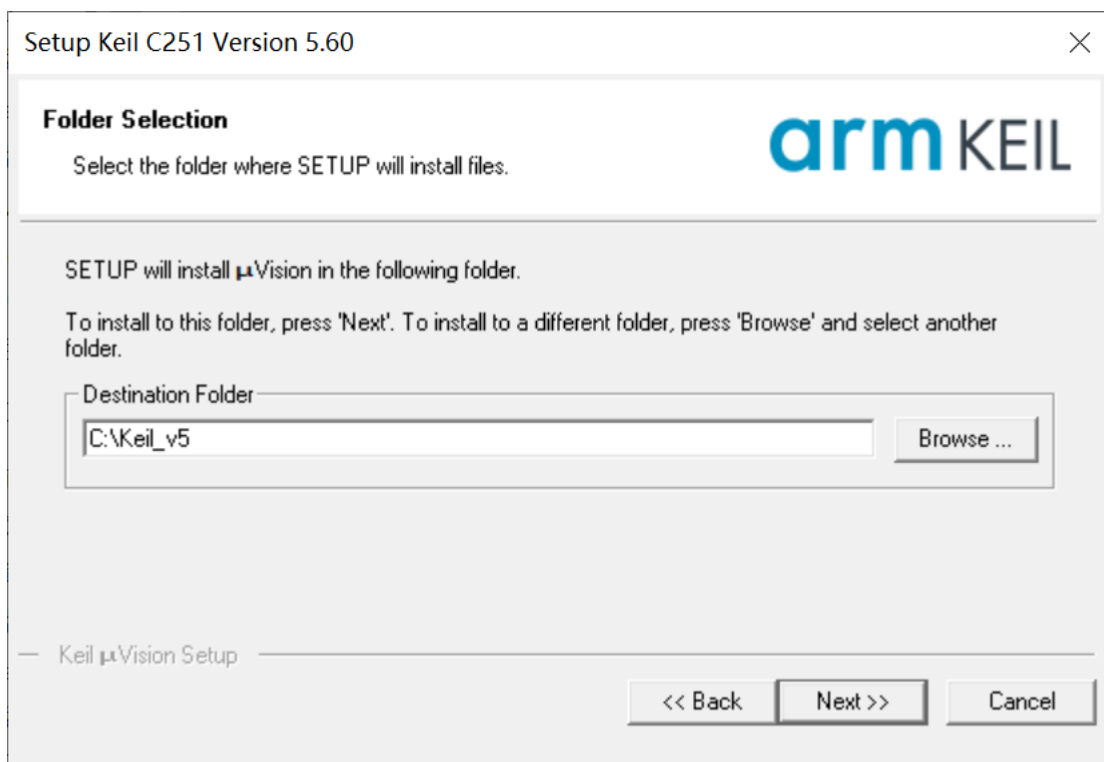 Setup Keil C251 Version 5.60
Folder Selection
Select the folder where SETUP will install files.
arm KEIL
SETUP will install µVision in the following folder.
To install to this folder, press 'Next'. To install to a different folder, press 'Browse' and select another
folder.
Destination Folder
C:\Keil_v5
Browse ...
Keil µVision Setup
<< Back
Next >>
Cancel